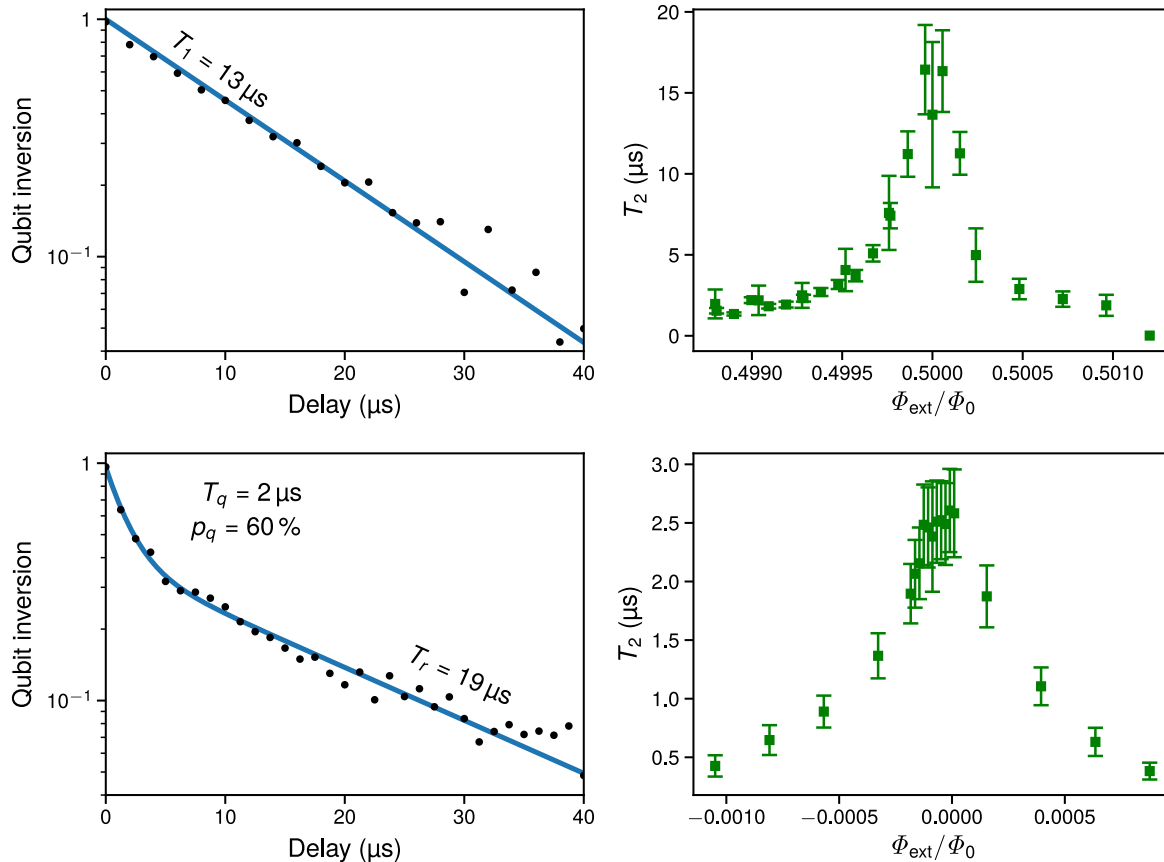 1
10⁻¹
Qubit inversion
T₁ = 13 µs
0 10 20 30 40
Delay (µs)
20
15
10
5
0
T₂ (µs)
0.4990 0.4995 0.5000 0.5005 0.5010
Φext/Φ0
1
10⁻¹
Qubit inversion
Tq = 2 µs
pq = 60 %
Tr = 19 µs
0 10 20 30 40
Delay (µs)
3.0
2.5
2.0
1.5
1.0
0.5
T₂ (µs)
−0.0010 −0.0005 0.0000 0.0005
Φext/Φ0